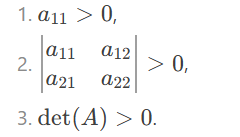 1. a₁₁ > 0,
2. |a₁₁ a₁₂; a₂₁ a₂₂| > 0,
3. det(A) > 0.